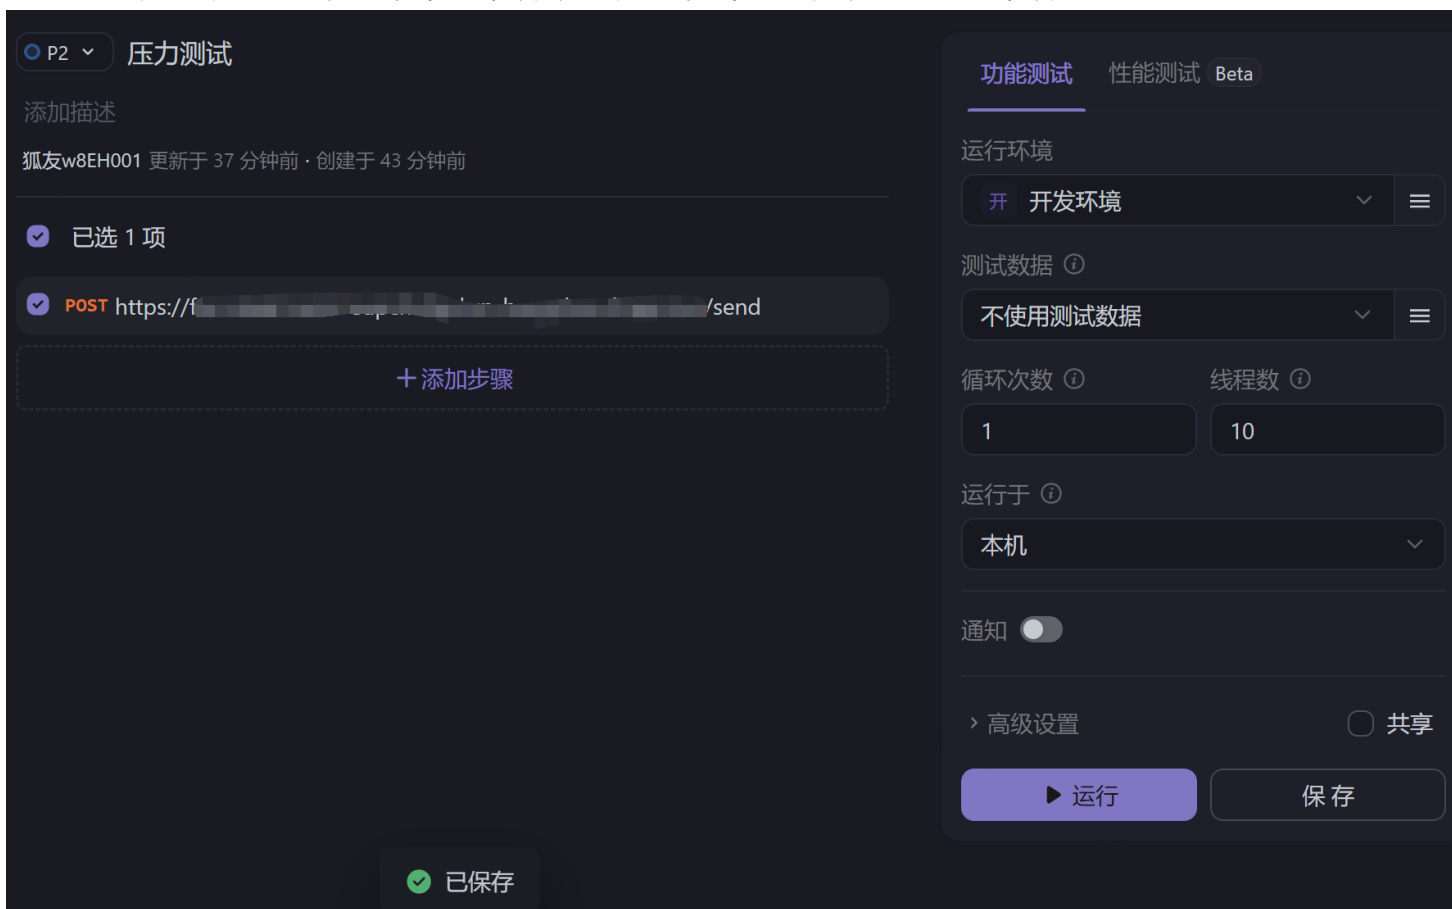 P2 压力测试
添加描述
狐友w8EH001 更新于 37 分钟前 · 创建于 43 分钟前
已选 1 项
POST https://f /send
添加步骤
已保存
功能测试 性能测试 Beta
运行环境
开 开发环境
测试数据
不使用测试数据
循环次数 线程数
1 10
运行于
本机
通知
高级设置 共享
运行 保存